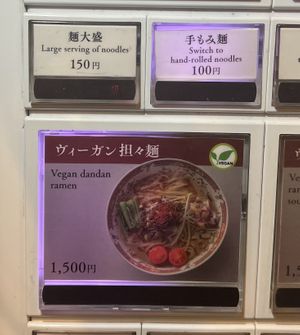 麺大盛
Large serving of noodles
150円
手もみ麺
Switch to
hand-rolled noodles
100円
ヴィーガン担々麺
VEGAN
Vegan dandan
ramen
1,500円